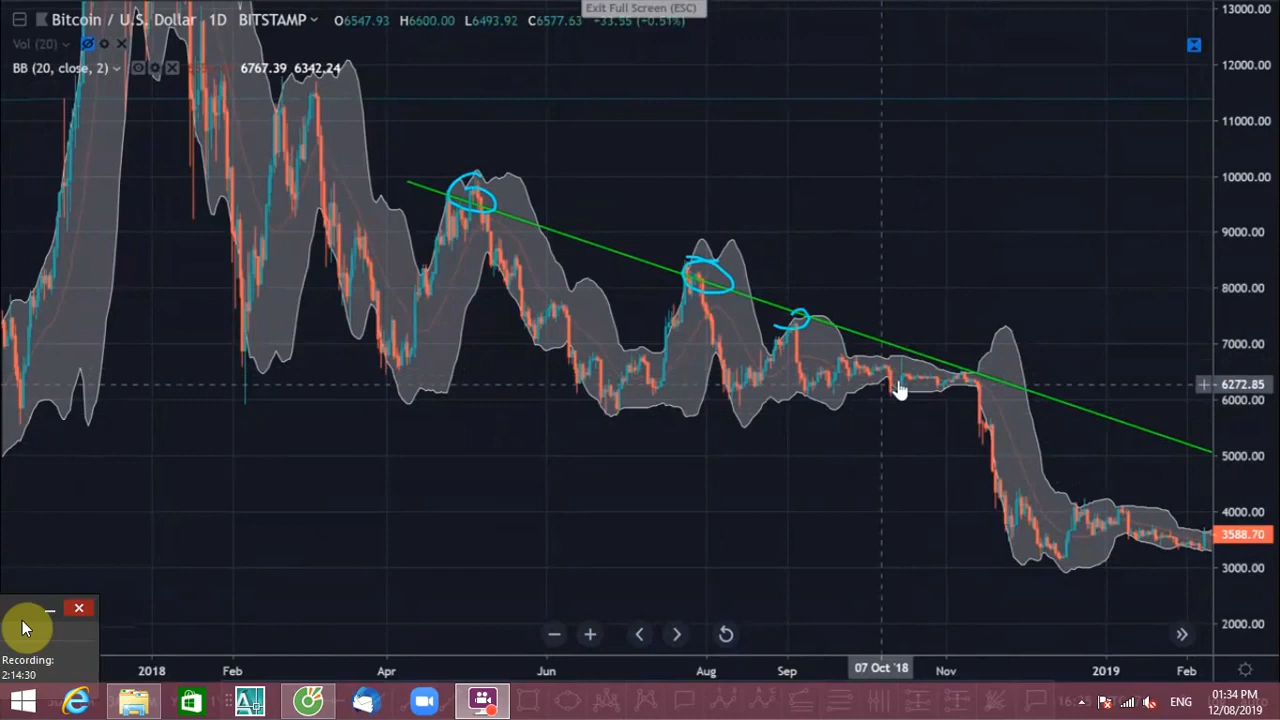 Exit Full Screen (ESC)
Bitcoin / U.S. Dollar 1D BITSTAMP O6547.93 H6600.00 L6493.92 C6577.63 +33.55 (+0.51%)
Vol (20)
BB (20, close, 2) 6767.39 6342.24
13000.00
12000.00
11000.00
10000.00
9000.00
8000.00
7000.00
6272.85
6000.00
5000.00
4000.00
3588.70
3000.00
2000.00
2018 Feb Apr Jun Aug Sep 07 Oct '18 Nov 2019 Feb
Recording:
2:14:30
ENG
01:34 PM
12/08/2019